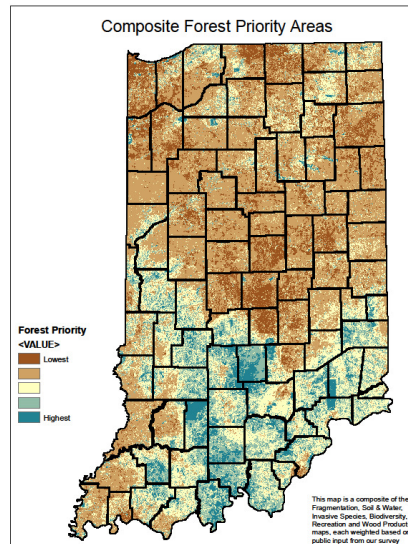 Composite Forest Priority Areas
Forest Priority
<VALUE>
Lowest
Highest
This map is a composite of the
Fragmentation, Soil & Water,
Invasive Species, Biodiversity,
Recreation and Wood Product
maps, each weighted based on
public input from our survey